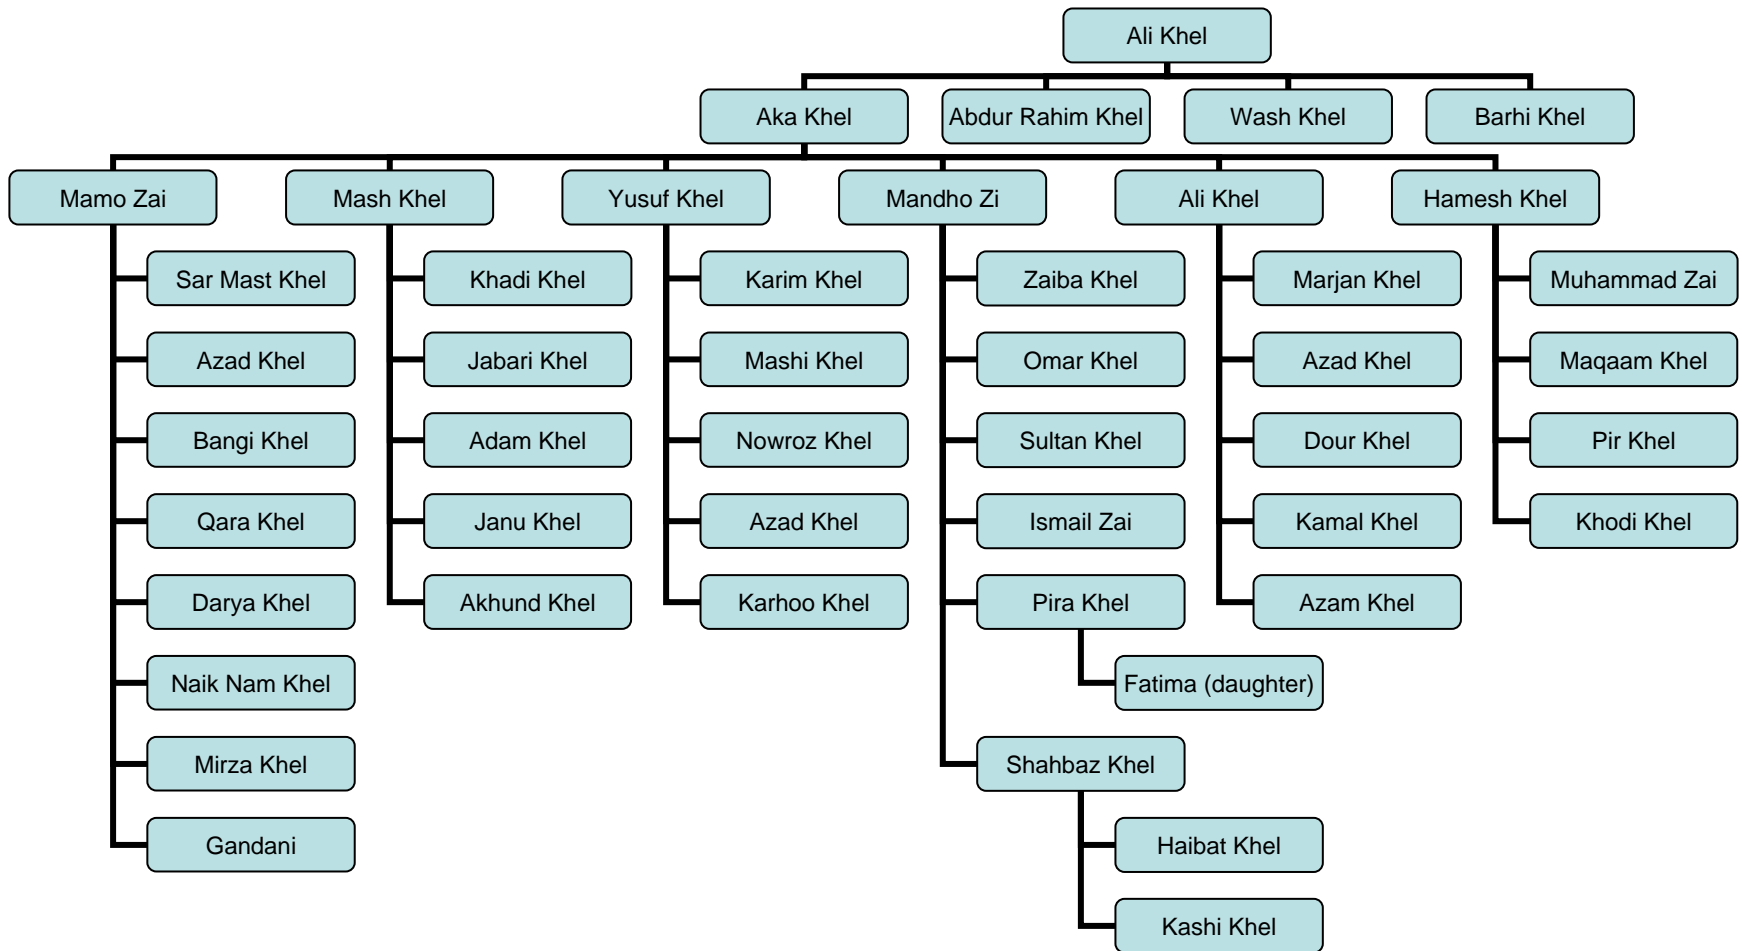 Ali Khel
Aka Khel
Abdur Rahim Khel
Wash Khel
Barhi Khel
Mamo Zai
Mash Khel
Yusuf Khel
Mandho Zi
Ali Khel
Hamesh Khel
Sar Mast Khel
Khadi Khel
Karim Khel
Zaiba Khel
Marjan Khel
Muhammad Zai
Azad Khel
Jabari Khel
Mashi Khel
Omar Khel
Azad Khel
Maqaam Khel
Bangi Khel
Adam Khel
Nowroz Khel
Sultan Khel
Dour Khel
Pir Khel
Qara Khel
Janu Khel
Azad Khel
Ismail Zai
Kamal Khel
Khodi Khel
Darya Khel
Akhund Khel
Karhoo Khel
Pira Khel
Azam Khel
Naik Nam Khel
Fatima (daughter)
Mirza Khel
Shahbaz Khel
Gandani
Haibat Khel
Kashi Khel